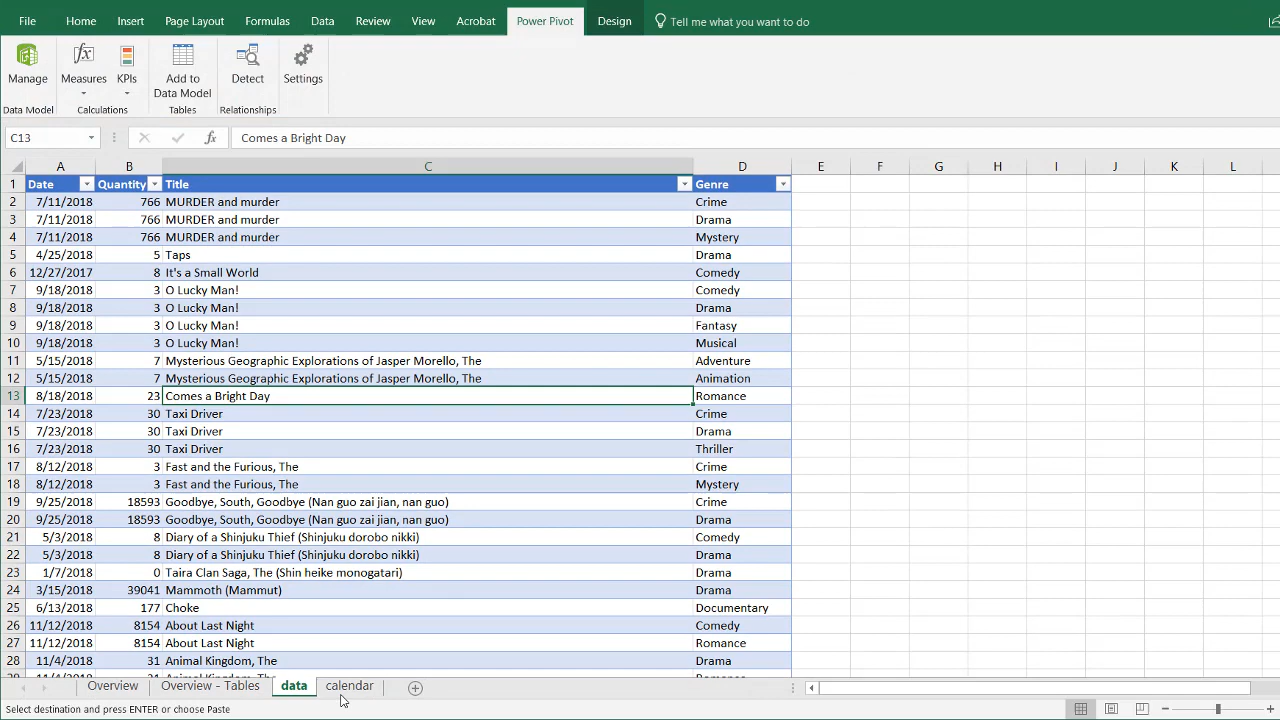 File Home Insert Page Layout Formulas Data Review View Acrobat Power Pivot Design Tell me what you want to do
Manage Measures KPIs Add to Data Model Detect Settings
Data Model Calculations Tables Relationships
C13 fx Comes a Bright Day
A B C D E F G H I J K L
1 Date Quantity Title Genre
2 7/11/2018 766 MURDER and murder Crime
3 7/11/2018 766 MURDER and murder Drama
4 7/11/2018 766 MURDER and murder Mystery
5 4/25/2018 5 Taps Drama
6 12/27/2017 8 It's a Small World Comedy
7 9/18/2018 3 O Lucky Man! Comedy
8 9/18/2018 3 O Lucky Man! Drama
9 9/18/2018 3 O Lucky Man! Fantasy
10 9/18/2018 3 O Lucky Man! Musical
11 5/15/2018 7 Mysterious Geographic Explorations of Jasper Morello, The Adventure
12 5/15/2018 7 Mysterious Geographic Explorations of Jasper Morello, The Animation
13 8/18/2018 23 Comes a Bright Day Romance
14 7/23/2018 30 Taxi Driver Crime
15 7/23/2018 30 Taxi Driver Drama
16 7/23/2018 30 Taxi Driver Thriller
17 8/12/2018 3 Fast and the Furious, The Crime
18 8/12/2018 3 Fast and the Furious, The Mystery
19 9/25/2018 18593 Goodbye, South, Goodbye (Nan guo zai jian, nan guo) Crime
20 9/25/2018 18593 Goodbye, South, Goodbye (Nan guo zai jian, nan guo) Drama
21 5/3/2018 8 Diary of a Shinjuku Thief (Shinjuku dorobo nikki) Comedy
22 5/3/2018 8 Diary of a Shinjuku Thief (Shinjuku dorobo nikki) Drama
23 1/7/2018 0 Taira Clan Saga, The (Shin heike monogatari) Drama
24 3/15/2018 39041 Mammoth (Mammut) Drama
25 6/13/2018 177 Choke Documentary
26 11/12/2018 8154 About Last Night Comedy
27 11/12/2018 8154 About Last Night Romance
28 11/4/2018 31 Animal Kingdom, The Drama
Overview Overview - Tables data calendar
Select destination and press ENTER or choose Paste